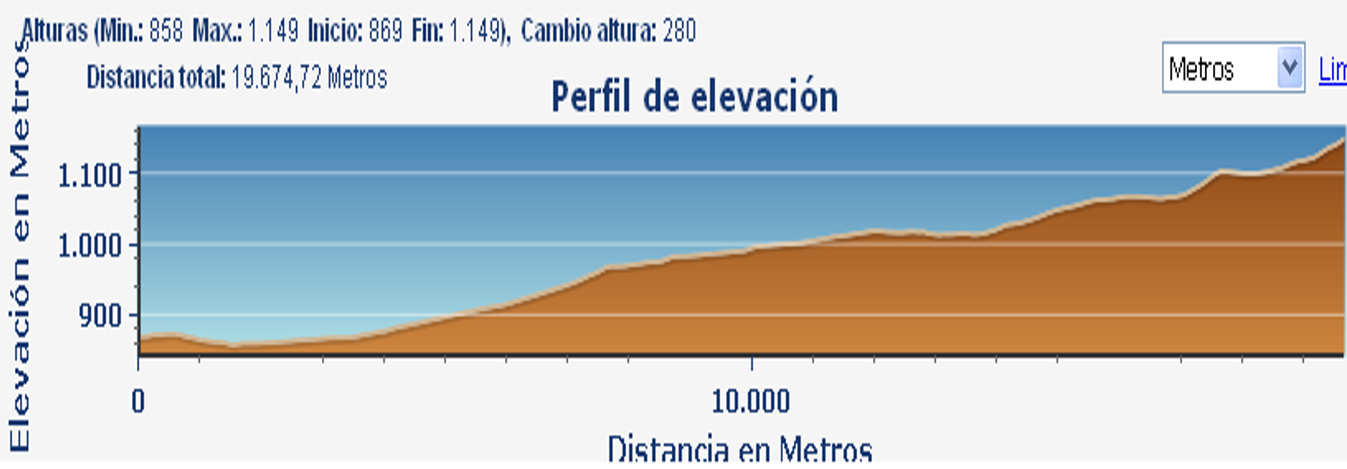 Alturas (Min.: 858 Max.: 1.149 Inicio: 869 Fin: 1.149), Cambio altura: 280
Distancia total: 19.674,72 Metros
Metros
Perfil de elevación
Elevación en Metros
1.100
1.000
900
0
10.000
Distancia en Metros